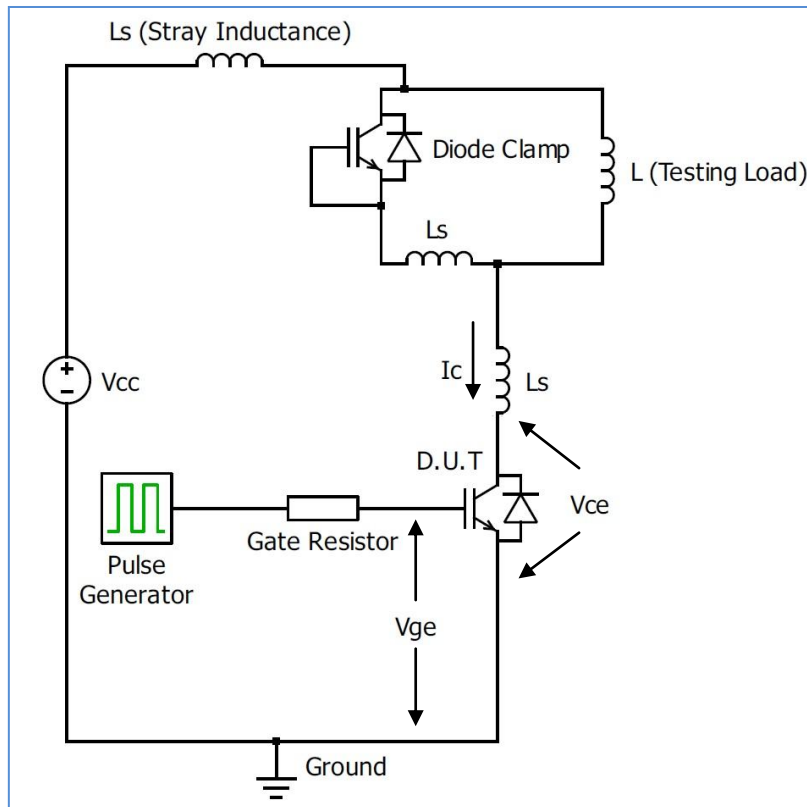 Ls (Stray Inductance)
Diode Clamp
L (Testing Load)
Ls
Ic
Ls
Vcc
D.U.T
Vce
Gate Resistor
Pulse
Generator
Vge
Ground